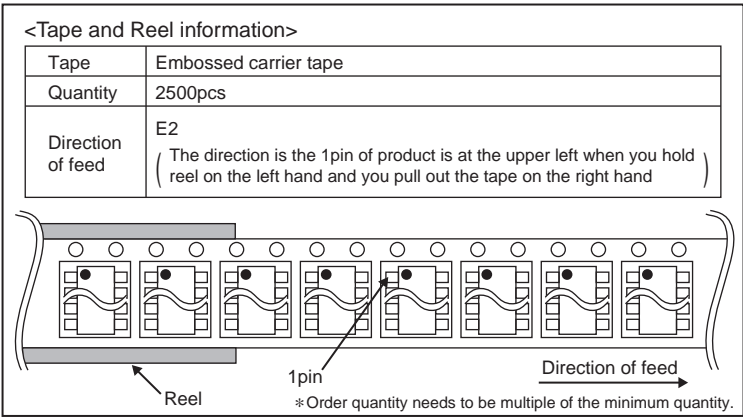 <Tape and Reel information>
Tape Embossed carrier tape
Quantity 2500pcs
Direction of feed E2
( The direction is the 1pin of product is at the upper left when you hold
reel on the left hand and you pull out the tape on the right hand )
Reel
1pin
Direction of feed
＊Order quantity needs to be multiple of the minimum quantity.